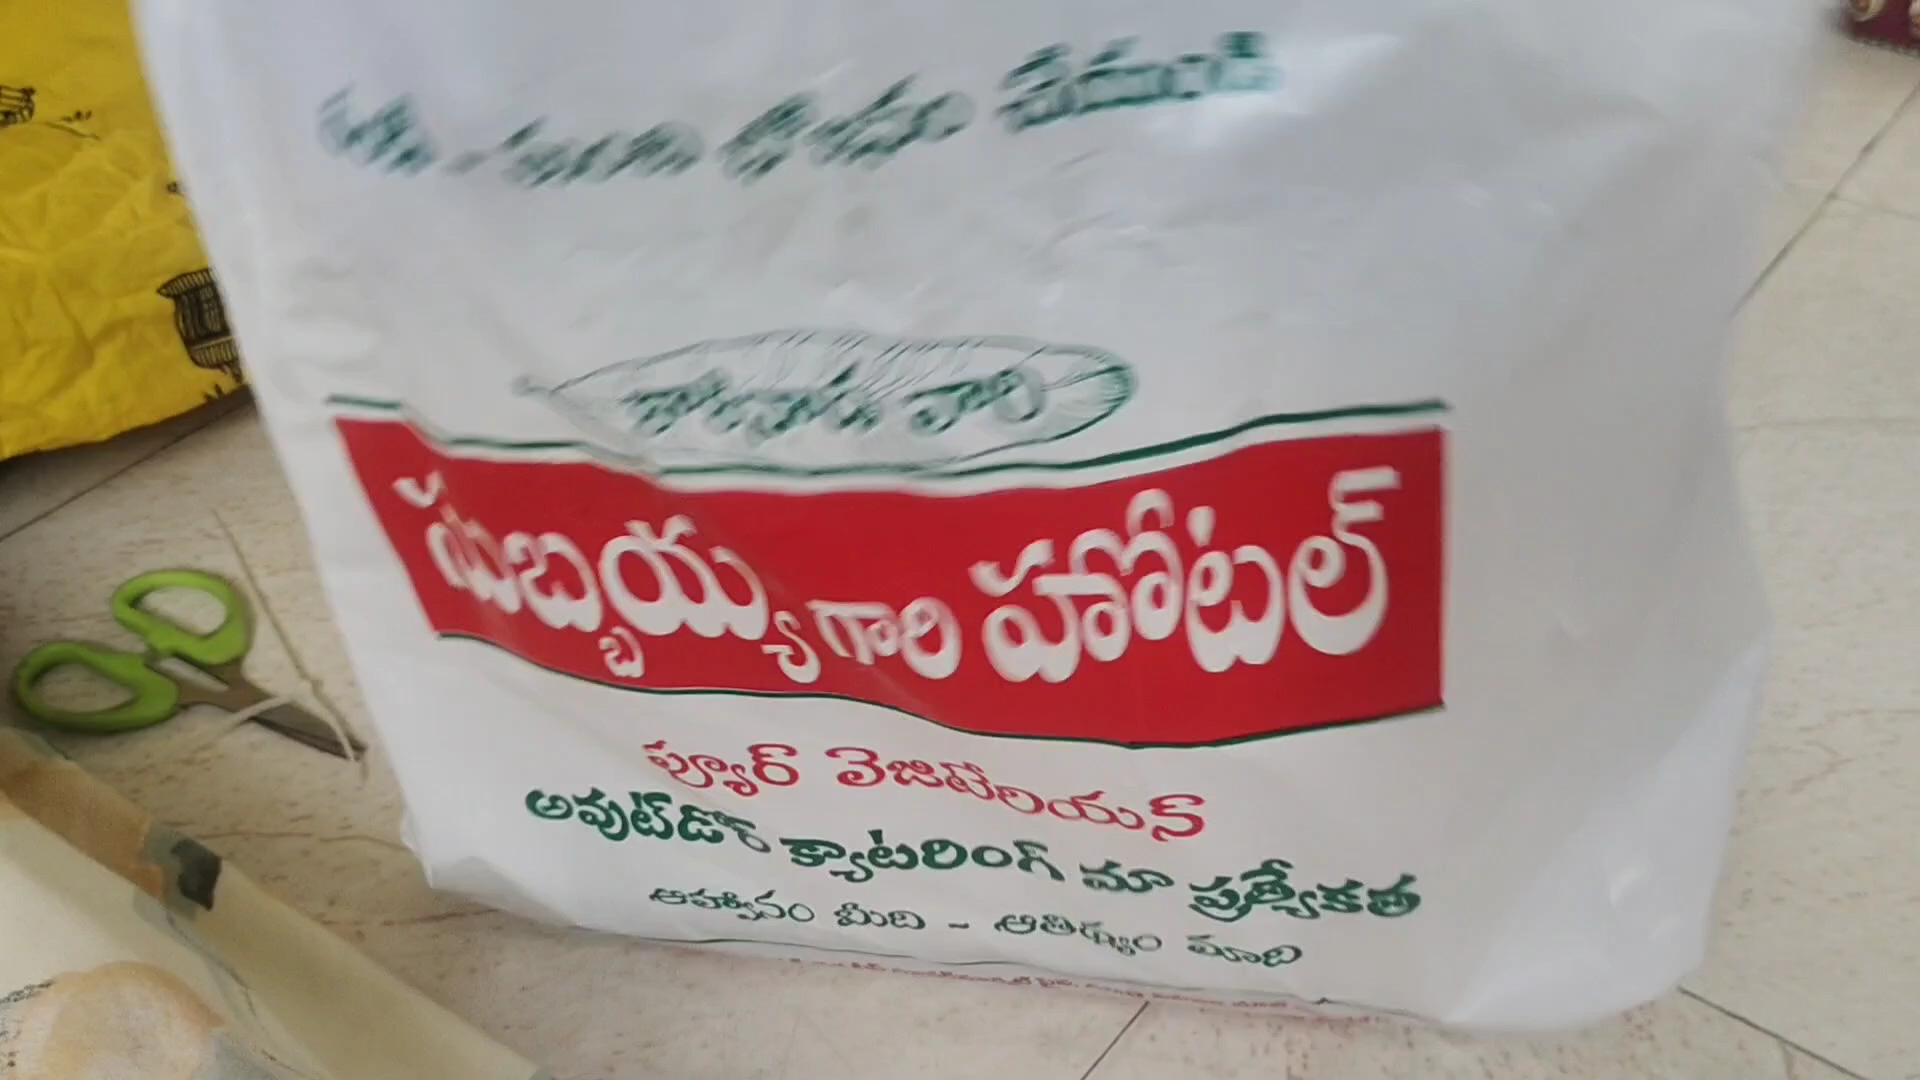 కాకినాడ వారి
సుబ్బయ్య గారి హోటల్
ప్యూర్ వెజిటేరియన్
అవుట్‌డోర్ క్యాటరింగ్ మా ప్రత్యేకత
ఆహ్వానం మీది - ఆతిథ్యం మాది